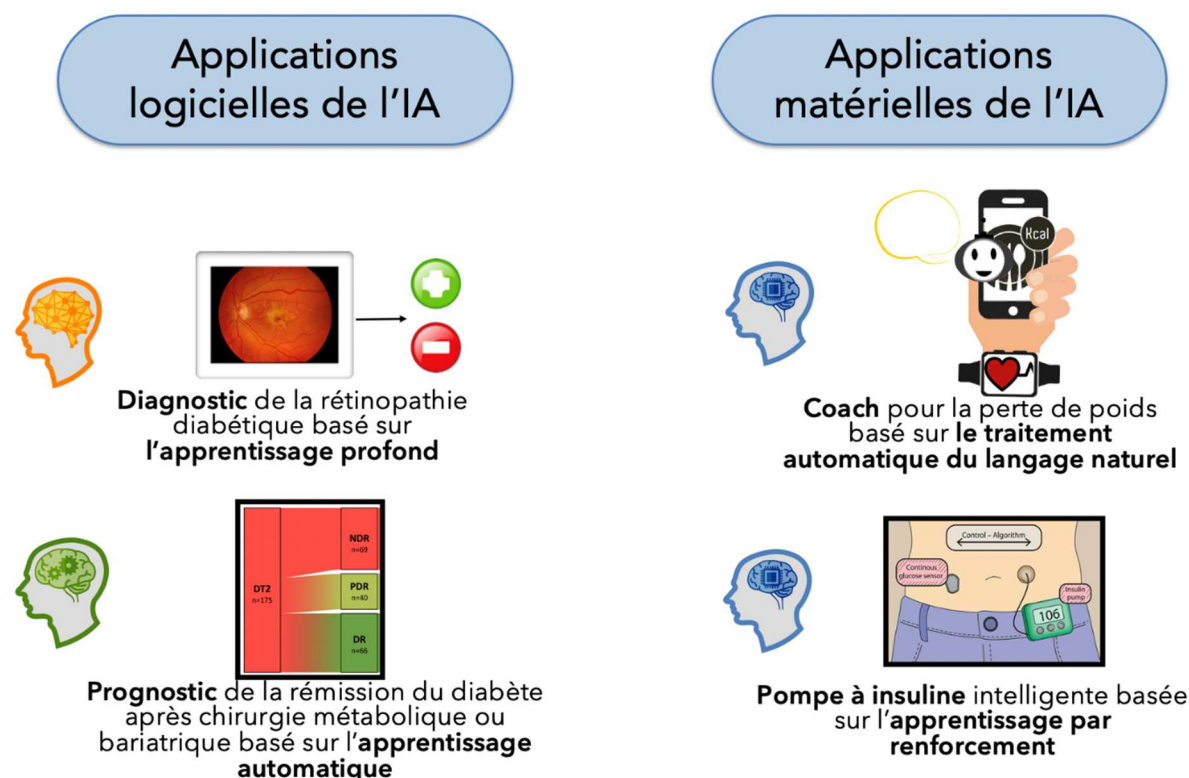 Applications
logicielles de l'IA
Applications
matérielles de l'IA
Kcal
Diagnostic de la rétinopathie
diabétique basé sur
l'apprentissage profond
Coach pour la perte de poids
basé sur le traitement
automatique du langage naturel
DT2
n=175
NDR
n=69
PDR
n=40
DR
n=66
Control – Algorithm
Continous
glucose sensor
Insulin
pump
106
Prognostic de la rémission du diabète
après chirurgie métabolique ou
bariatrique basé sur l'apprentissage
automatique
Pompe à insuline intelligente basée
sur l'apprentissage par
renforcement